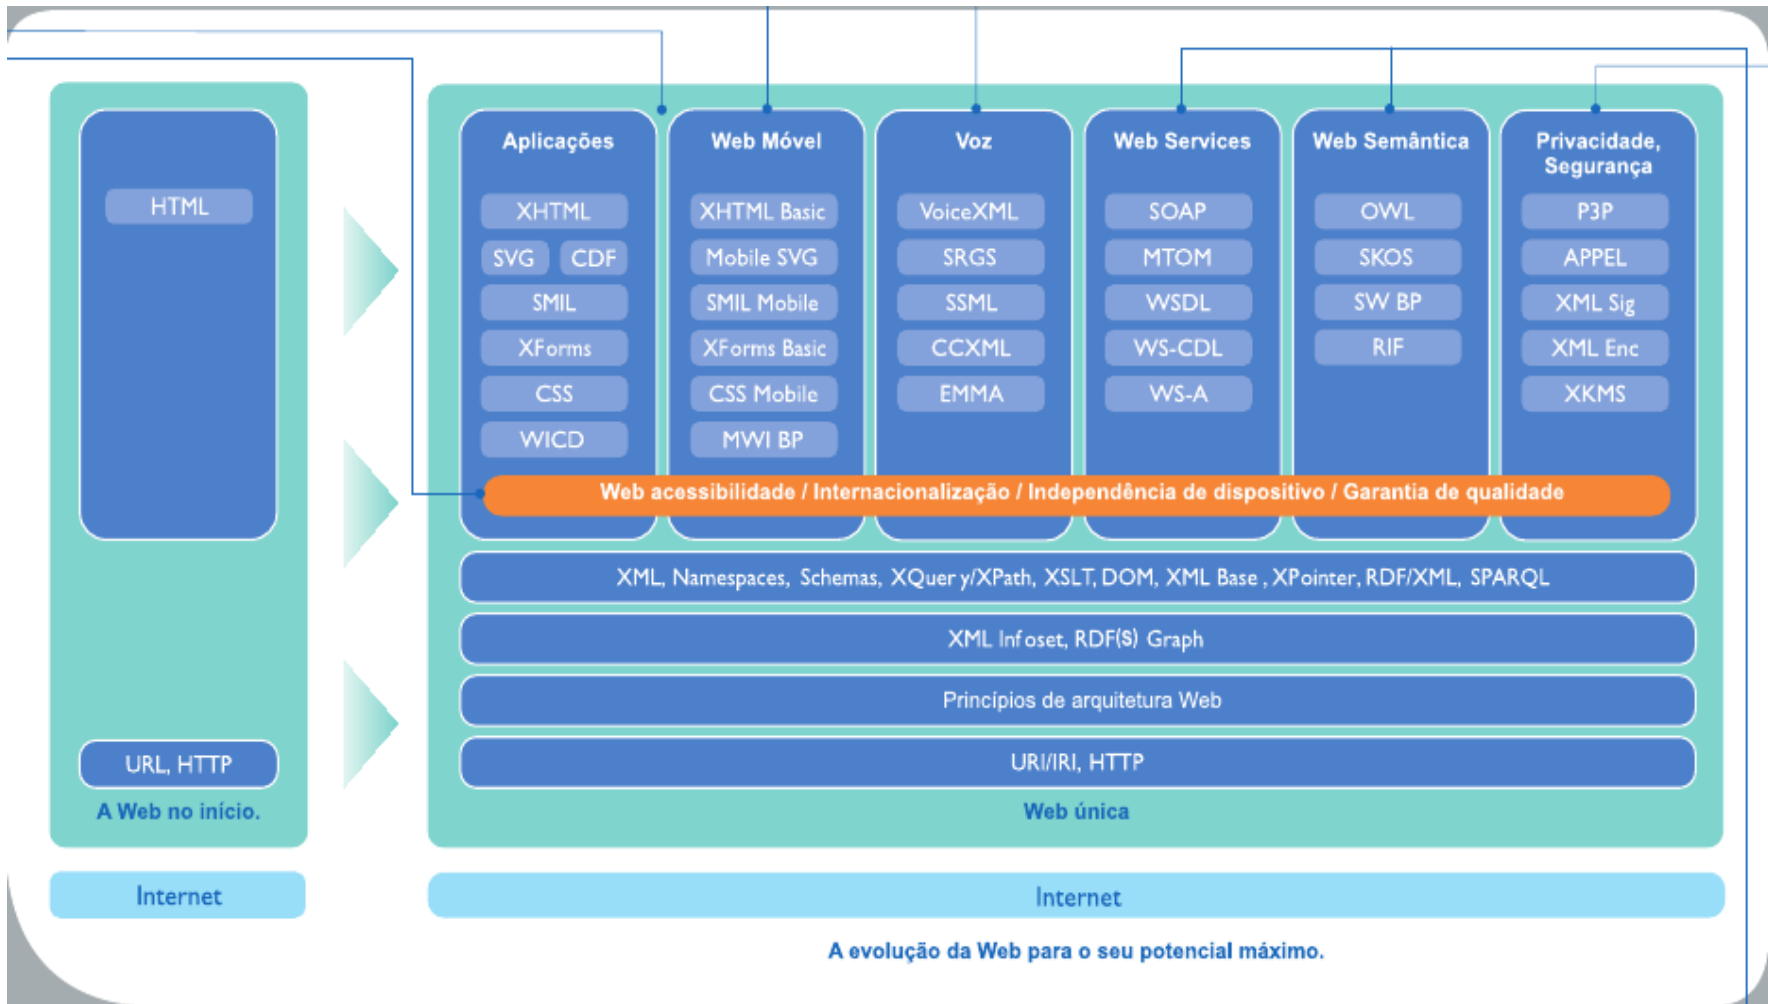 HTML
URL, HTTP
A Web no início.
Internet
Aplicações
XHTML
SVG
CDF
SMIL
XForms
CSS
WICD
Web Móvel
XHTML Basic
Mobile SVG
SMIL Mobile
XForms Basic
CSS Mobile
MWI BP
Voz
VoiceXML
SRGS
SSML
CCXML
EMMA
Web Services
SOAP
MTOM
WSDL
WS-CDL
WS-A
Web Semântica
OWL
SKOS
SW BP
RIF
Privacidade,
Segurança
P3P
APPEL
XML Sig
XML Enc
XKMS
Web acessibilidade / Internacionalização / Independência de dispositivo / Garantia de qualidade
XML, Namespaces, Schemas, XQuery/XPath, XSLT, DOM, XML Base, XPointer, RDF/XML, SPARQL
XML Infoset, RDF(S) Graph
Princípios de arquitetura Web
URI/IRI, HTTP
Web única
Internet
A evolução da Web para o seu potencial máximo.